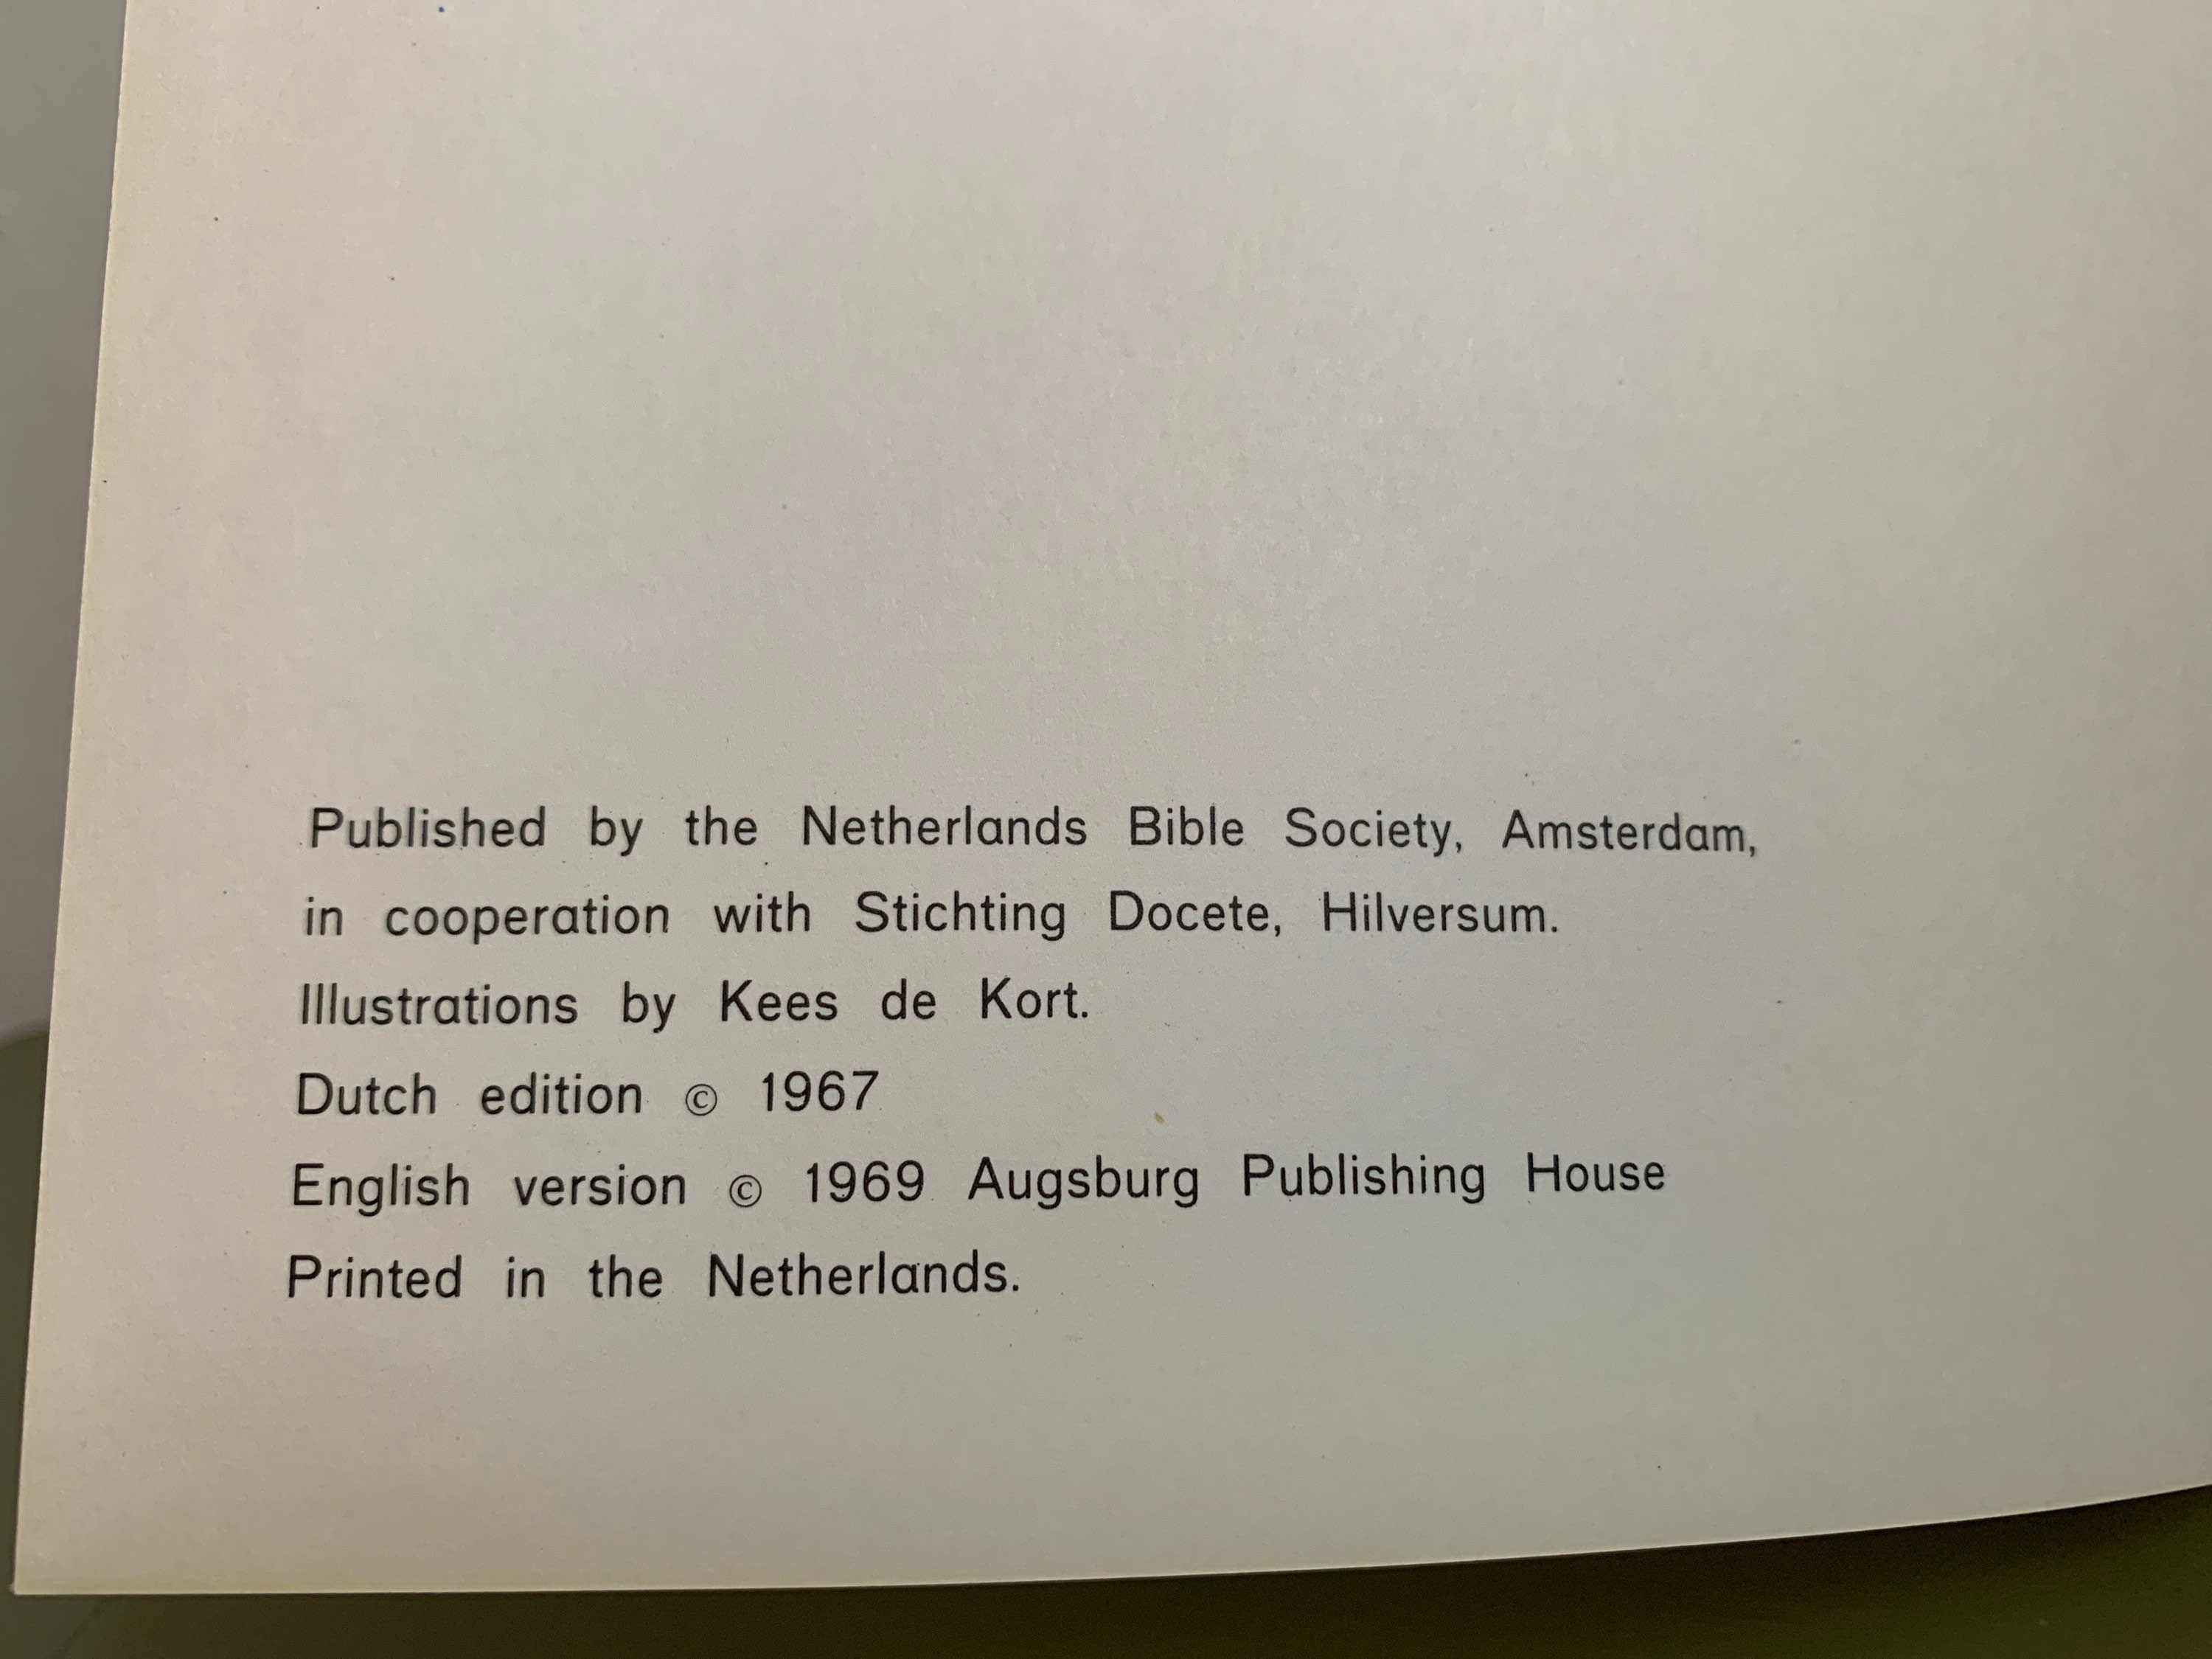 Published by the Netherlands Bible Society, Amsterdam,
in cooperation with Stichting Docete, Hilversum.
Illustrations by Kees de Kort.
Dutch edition © 1967
English version © 1969 Augsburg Publishing House
Printed in the Netherlands.